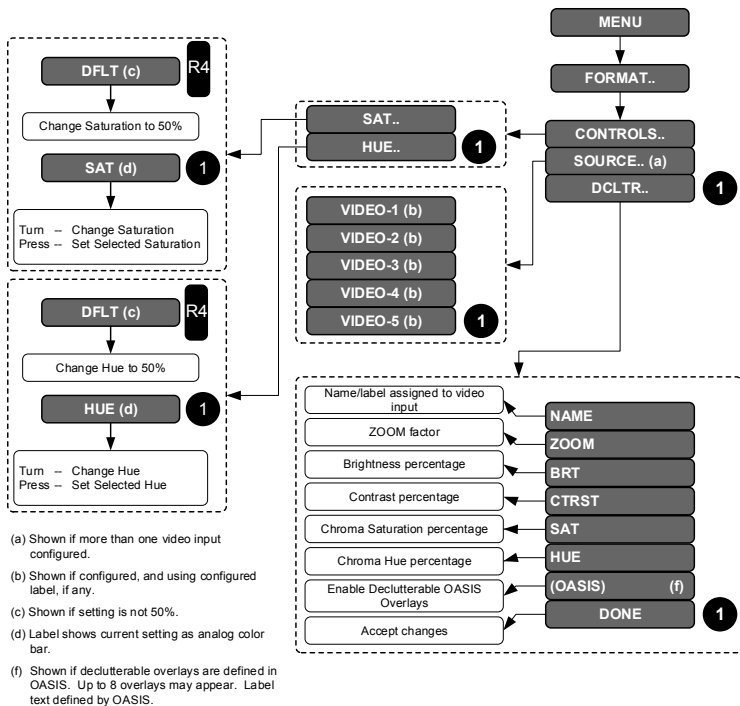 MENU
FORMAT..
CONTROLS..
SOURCE.. (a)
DCLTR..
1
SAT..
HUE..
1
VIDEO-1 (b)
VIDEO-2 (b)
VIDEO-3 (b)
VIDEO-4 (b)
VIDEO-5 (b)
1
DFLT (c)
R4
Change Saturation to 50%
SAT (d)
1
Turn -- Change Saturation
Press -- Set Selected Saturation
DFLT (c)
R4
Change Hue to 50%
HUE (d)
1
Turn -- Change Hue
Press -- Set Selected Hue
Name/label assigned to video
input
NAME
ZOOM factor
ZOOM
Brightness percentage
BRT
Contrast percentage
CTRST
Chroma Saturation percentage
SAT
Chroma Hue percentage
HUE
Enable Declutterable OASIS
Overlays
(OASIS) (f)
Accept changes
DONE
1
(a) Shown if more than one video input
configured.
(b) Shown if configured, and using configured
label, if any.
(c) Shown if setting is not 50%.
(d) Label shows current setting as analog color
bar.
(f) Shown if declutterable overlays are defined in
OASIS. Up to 8 overlays may appear. Label
text defined by OASIS.